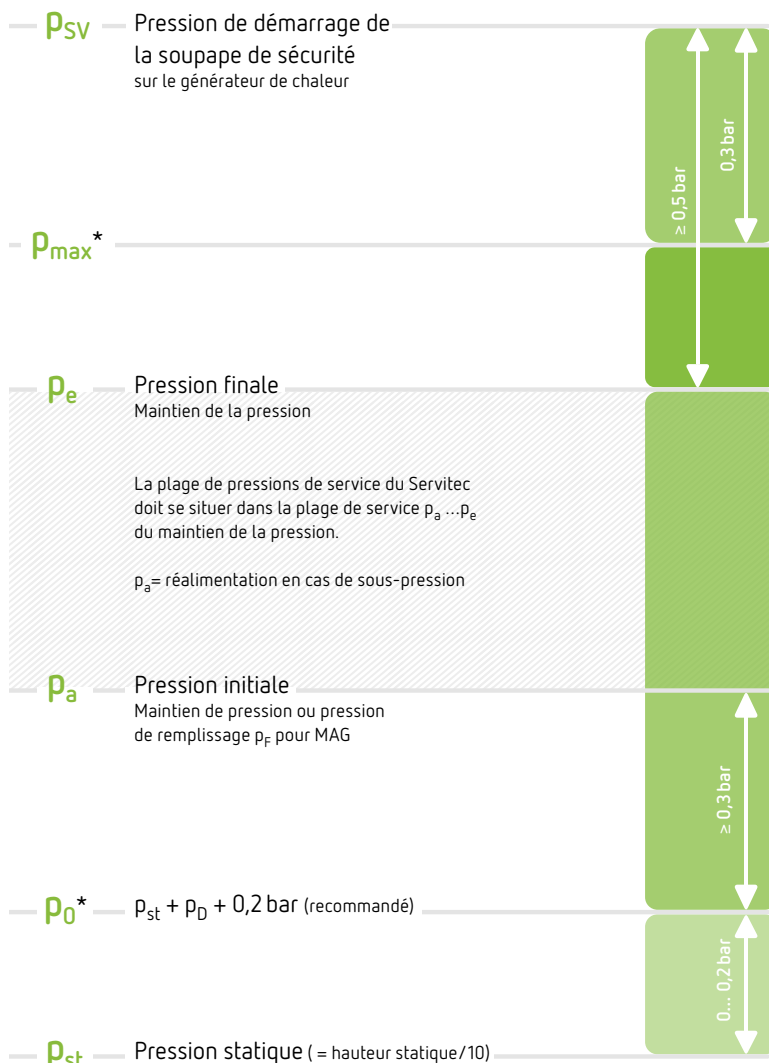 pSV Pression de démarrage de
la soupape de sécurité
sur le générateur de chaleur
0,3 bar
≥ 0,5 bar
pmax*
pe Pression finale
Maintien de la pression
La plage de pressions de service du Servitec
doit se situer dans la plage de service pa ...pe
du maintien de la pression.
pa= réalimentation en cas de sous-pression
pa Pression initiale
Maintien de pression ou pression
de remplissage pF pour MAG
≥ 0,3 bar
p0* pst + pD + 0,2 bar (recommandé)
0... 0,2 bar
pst Pression statique ( = hauteur statique/10)